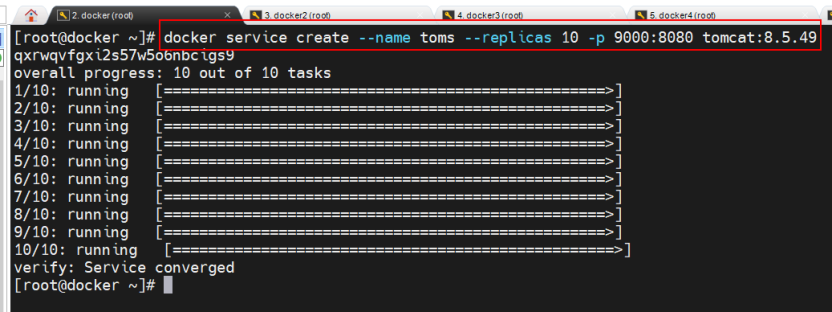 2. docker (root) × 3. docker2 (root) 4. docker3 (root) 5. docker4 (root)
[root@docker ~]# docker service create --name toms --replicas 10 -p 9000:8080 tomcat:8.5.49
qxrwqvfgxi2s57w5o6nbcigs9
overall progress: 10 out of 10 tasks
1/10: running [==================================================>]
2/10: running [==================================================>]
3/10: running [==================================================>]
4/10: running [==================================================>]
5/10: running [==================================================>]
6/10: running [==================================================>]
7/10: running [==================================================>]
8/10: running [==================================================>]
9/10: running [==================================================>]
10/10: running [==================================================>]
verify: Service converged
[root@docker ~]#